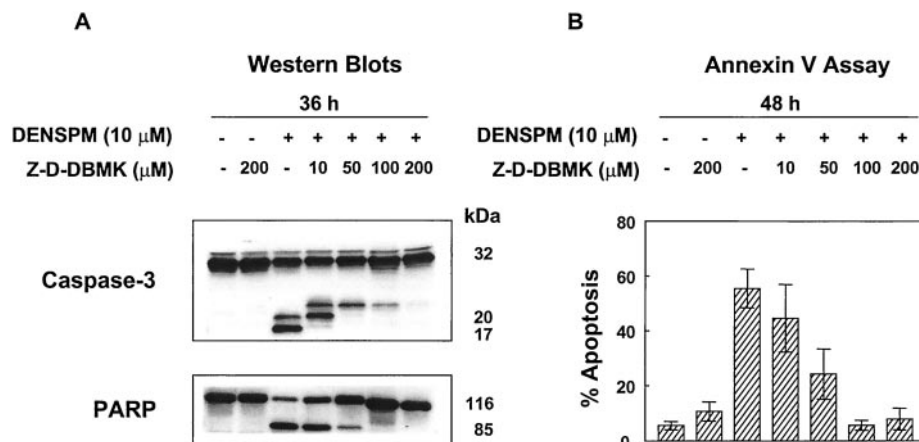 A
B
Western Blots
Annexin V Assay
36 h
48 h
DENSPM (10 μM) - - + + + + +
DENSPM (10 μM) - - + + + + +
Z-D-DBMK (μM) - 200 - 10 50 100 200
Z-D-DBMK (μM) - 200 - 10 50 100 200
kDa
Caspase-3
32
20
17
PARP
116
85
% Apoptosis
80
60
40
20
0